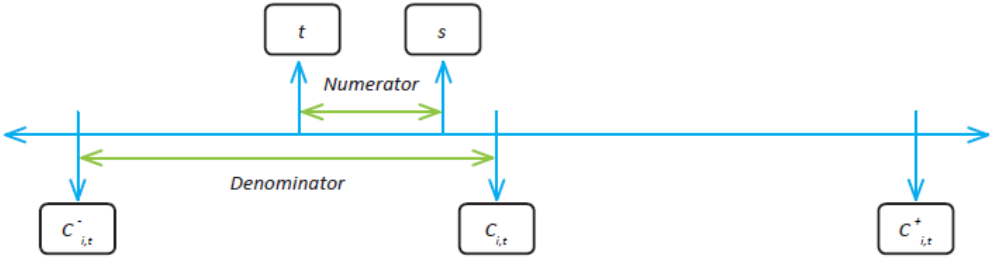 t
s
Numerator
Denominator
C⁻i,t
Ci,t
C⁺i,t